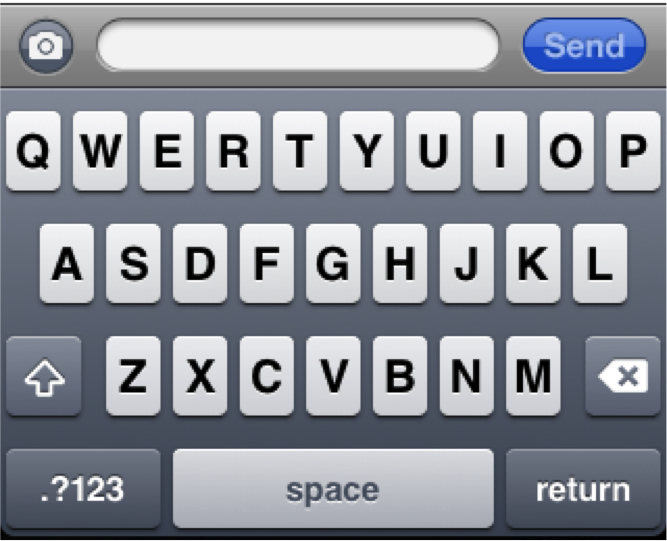 Send
Q W E R T Y U I O P
A S D F G H J K L
Z X C V B N M
.?123 space return